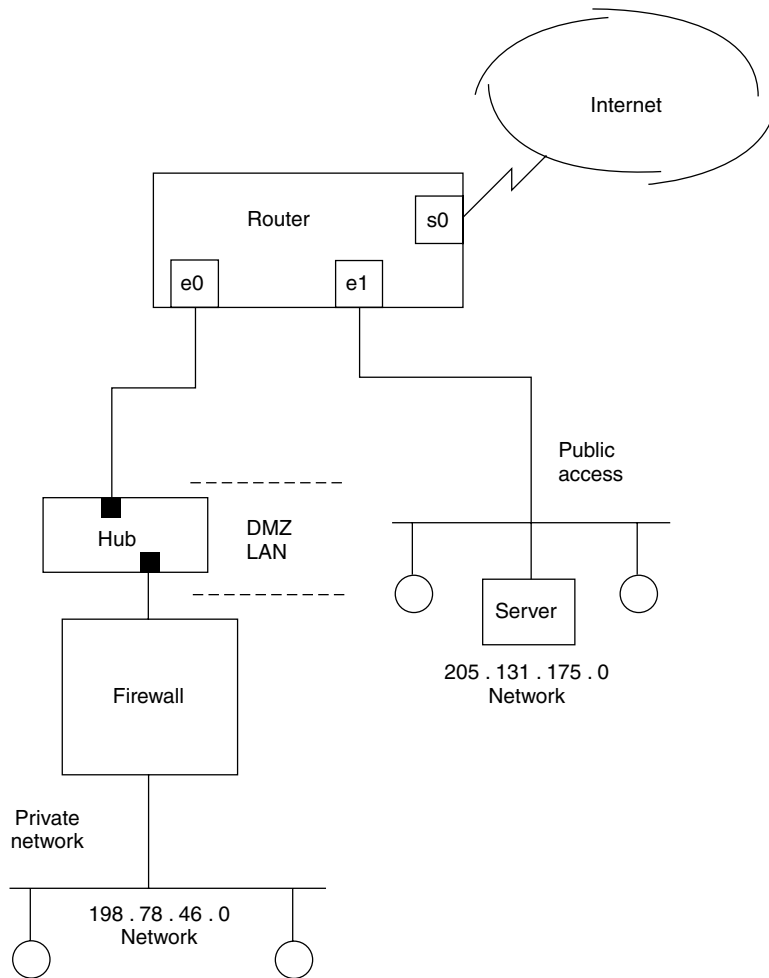 Internet
Router
s0
e0
e1
Public
access
Hub
DMZ
LAN
Server
205 . 131 . 175 . 0
Network
Firewall
Private
network
198 . 78 . 46 . 0
Network